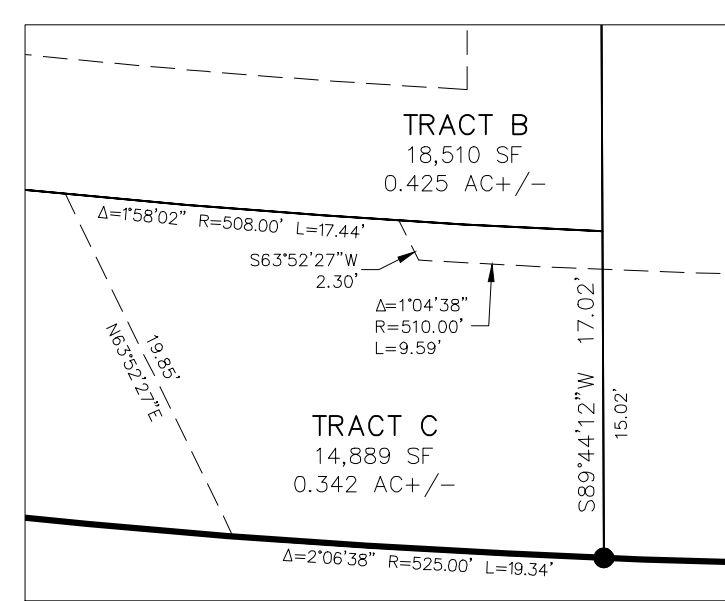 TRACT B
18,510 SF
0.425 AC+/-
Δ=1°58'02" R=508.00' L=17.44'
S63°52'27"W
2.30'
Δ=1°04'38"
R=510.00'
L=9.59'
S89°44'12"W 17.02'
15.02'
19.85'
N63°52'27"E
TRACT C
14,889 SF
0.342 AC+/-
Δ=2°06'38" R=525.00' L=19.34'